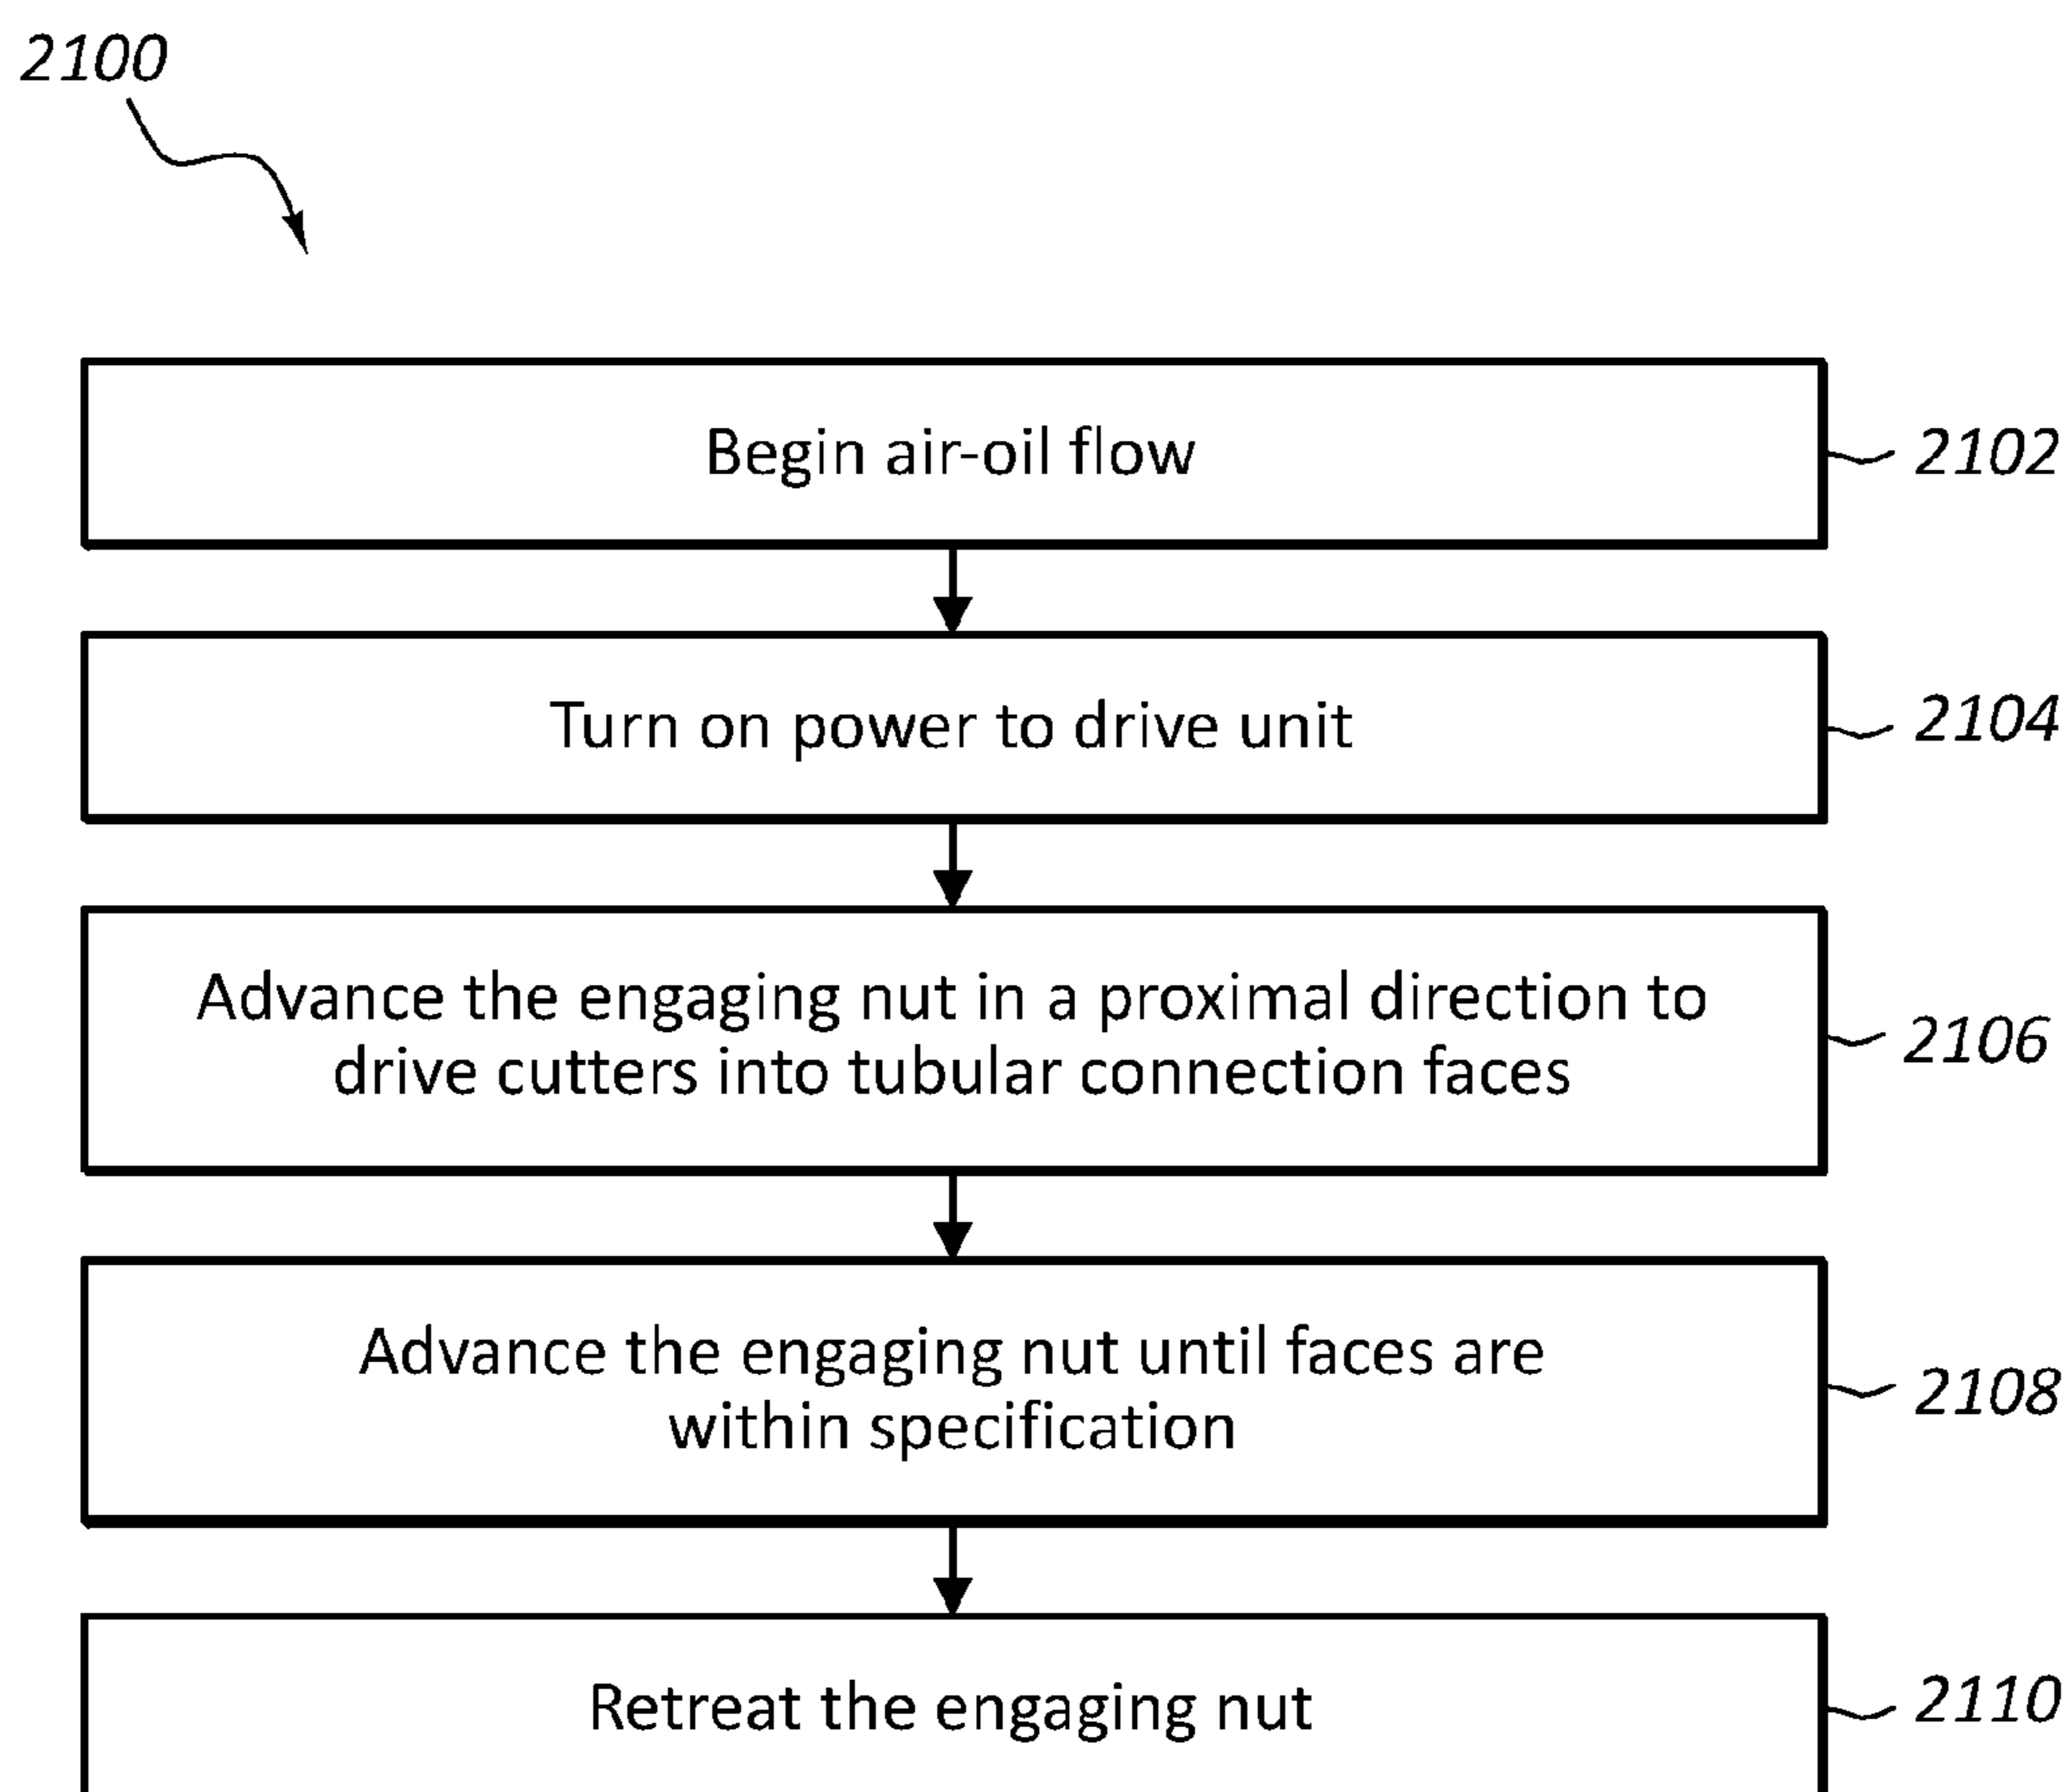 2100
Begin air-oil flow
2102
Turn on power to drive unit
2104
Advance the engaging nut in a proximal direction to
drive cutters into tubular connection faces
2106
Advance the engaging nut until faces are
within specification
2108
Retreat the engaging nut
2110